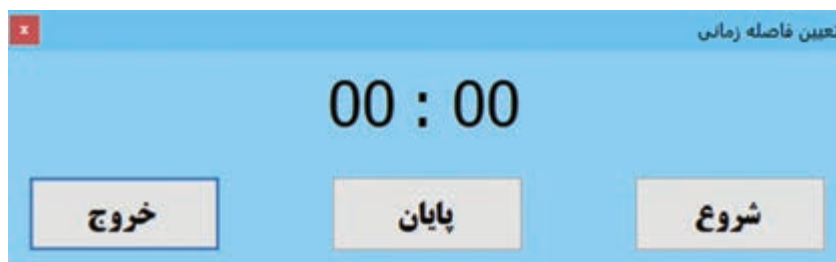 تعیین فاصله زمانی x
00 : 00
شروع پایان خروج